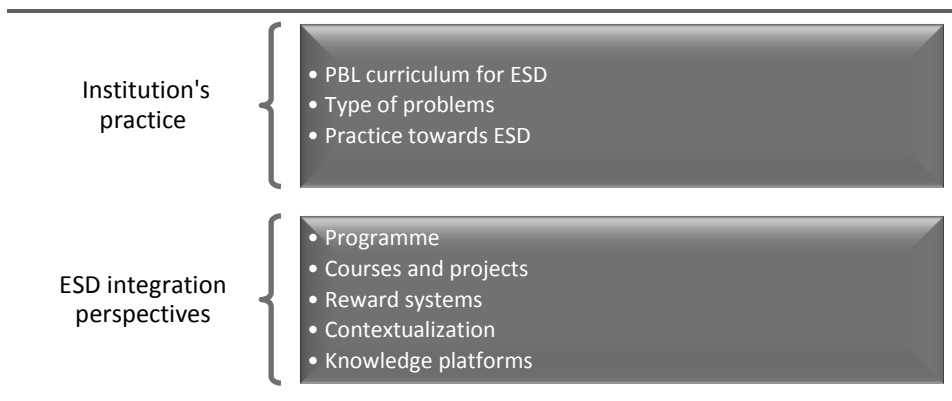 Institution's
practice
• PBL curriculum for ESD
• Type of problems
• Practice towards ESD
ESD integration
perspectives
• Programme
• Courses and projects
• Reward systems
• Contextualization
• Knowledge platforms